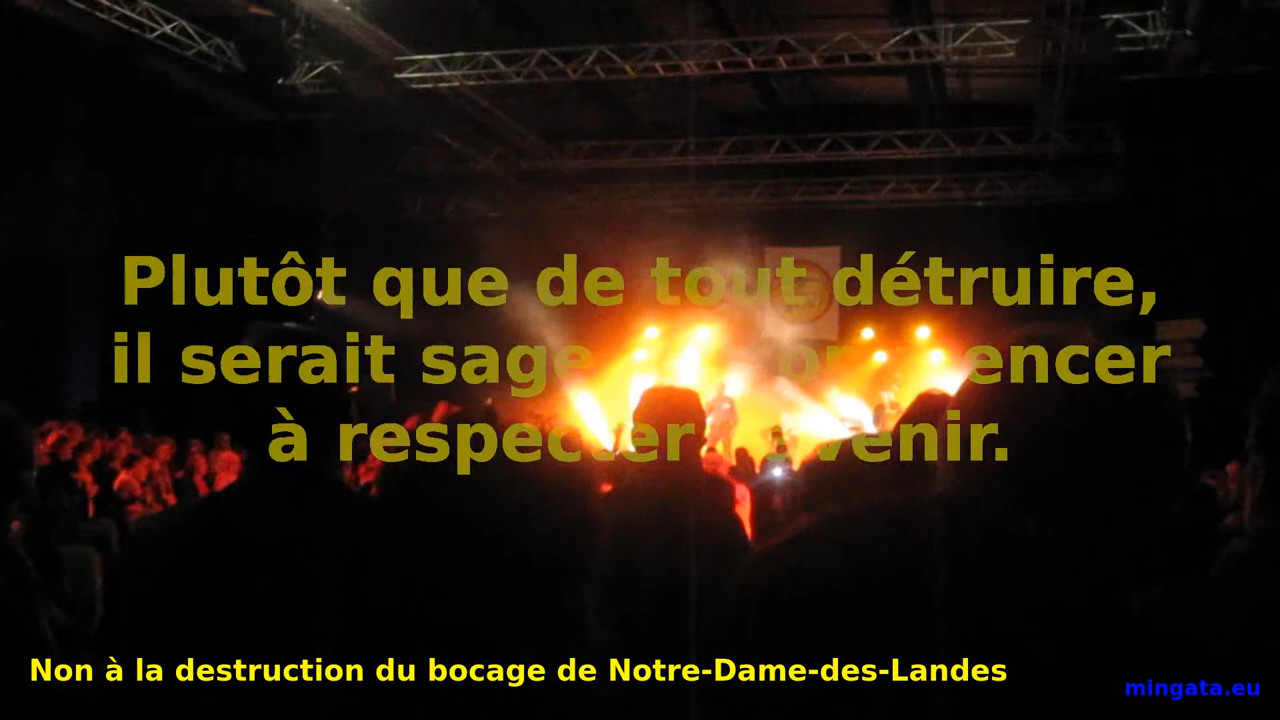 Plutôt que de tout détruire,
il serait sage
à respecter
Non à la destruction du bocage de Notre-Dame-des-Landes
mingata.eu